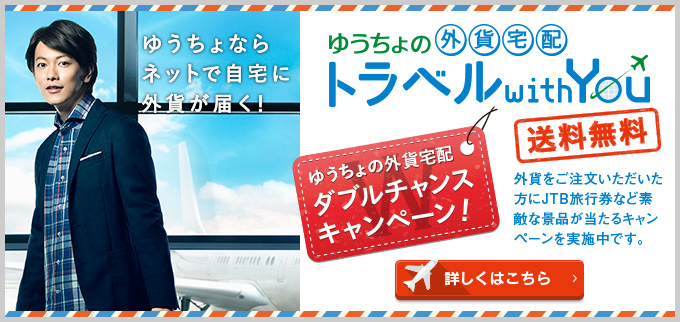 ゆうちょなら
ネットで自宅に
外貨が届く!
ゆうちょの外貨宅配
トラベルwithYou
送料無料
ゆうちょの外貨宅配
ダブルチャンス
キャンペーン!
W
外貨をご注文いただいた
方にJTB旅行券など素
敵な景品が当たるキャン
ペーンを実施中です。
詳しくはこちら